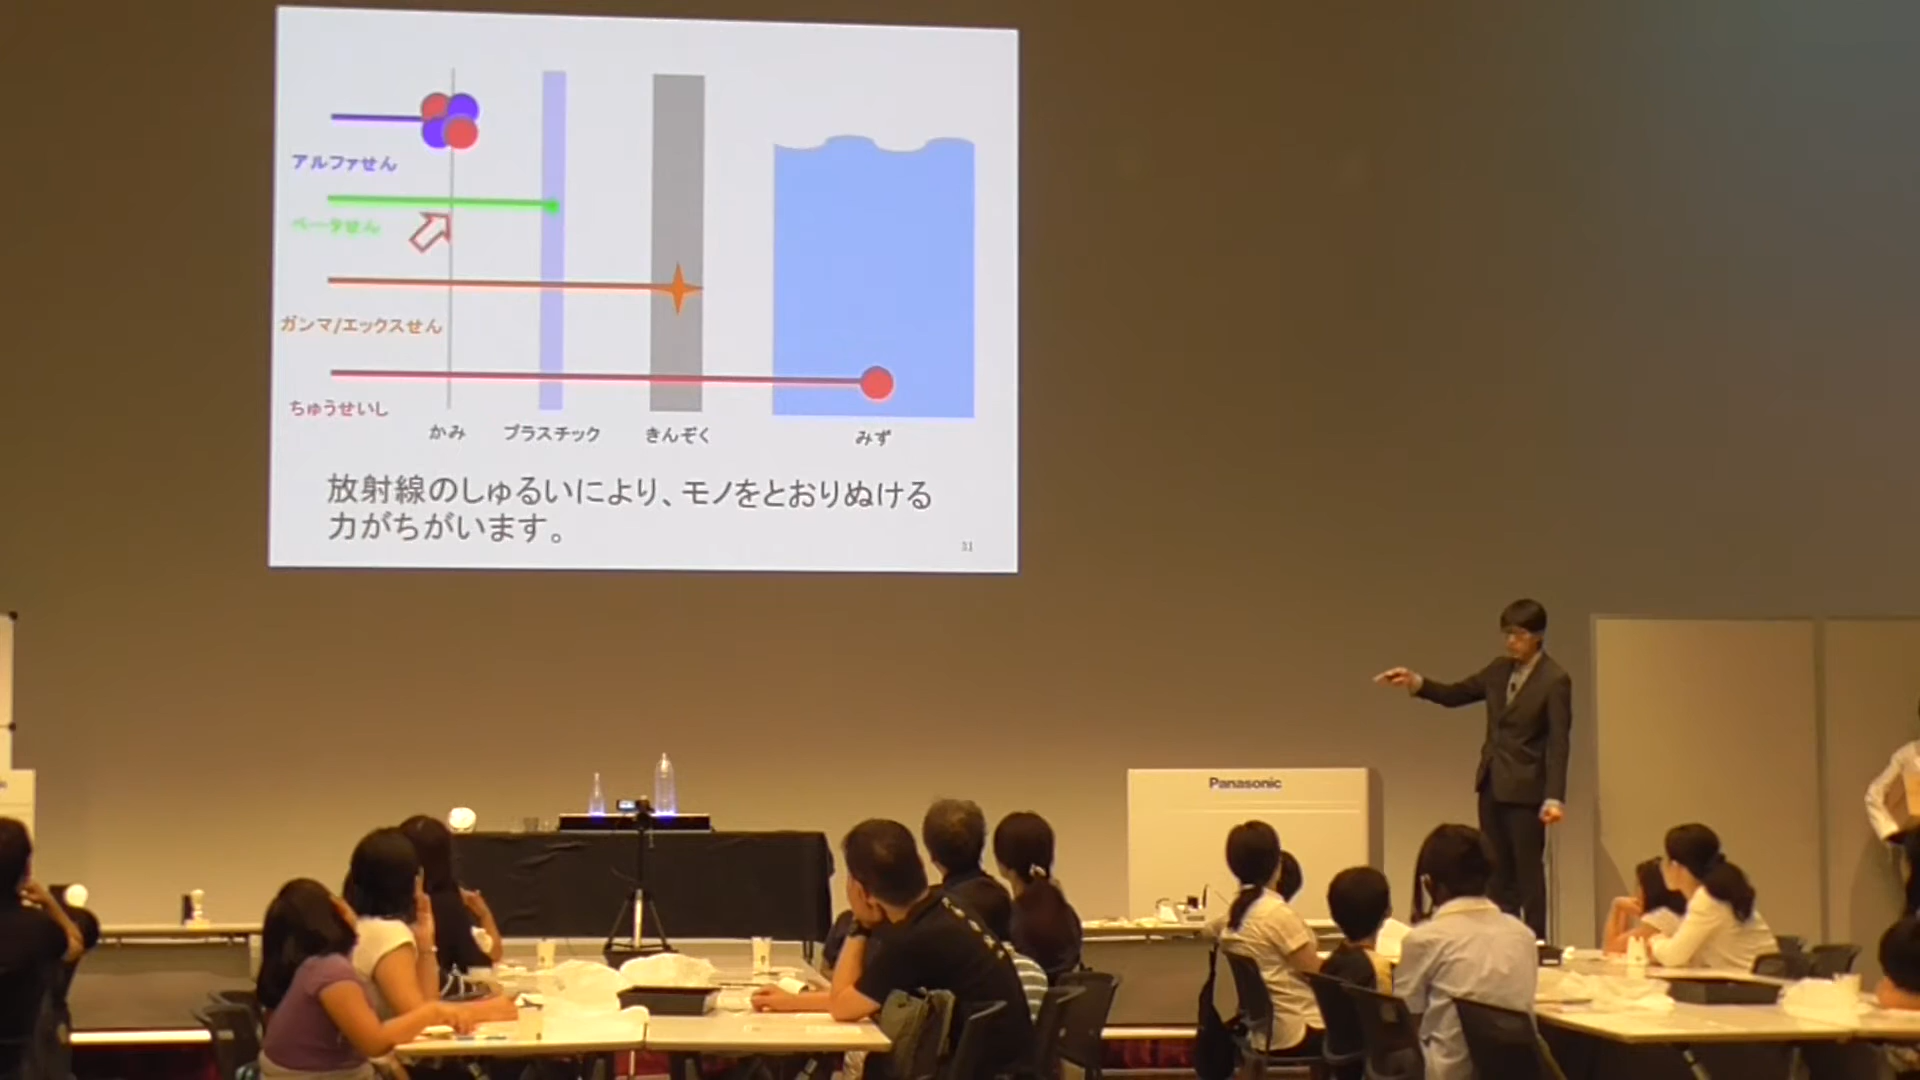 アルファせん
ベータせん
ガンマ/エックスせん
ちゅうせいし
かみ
プラスチック
きんぞく
みず
放射線のしゅるいにより、モノをとおりぬける
力がちがいます。
31
Panasonic